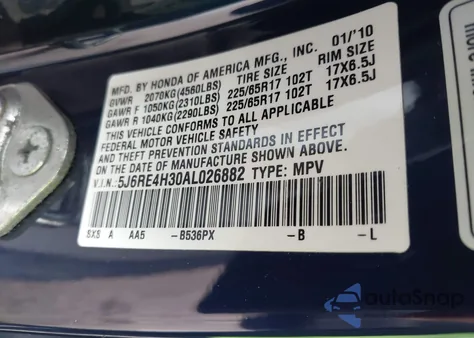 MFD. BY HONDA OF AMERICA MFG., INC. 01/'10
GVWR 2070KG(4560LBS) TIRE SIZE RIM SIZE
GAWR F 1050KG(2310LBS) 225/65R17 102T 17X6.5J
GAWR R 1040KG(2290LBS) 225/65R17 102T 17X6.5J
THIS VEHICLE CONFORMS TO ALL APPLICABLE
FEDERAL MOTOR VEHICLE SAFETY
AND BUMPER STANDARDS IN EFFECT
ON THE DATE OF MANUFACTURE SHOWN ABOVE.
V.I.N.: 5J6RE4H30AL026882 TYPE: MPV
SXS A AA5 -B536PX -B -L
autoSnap